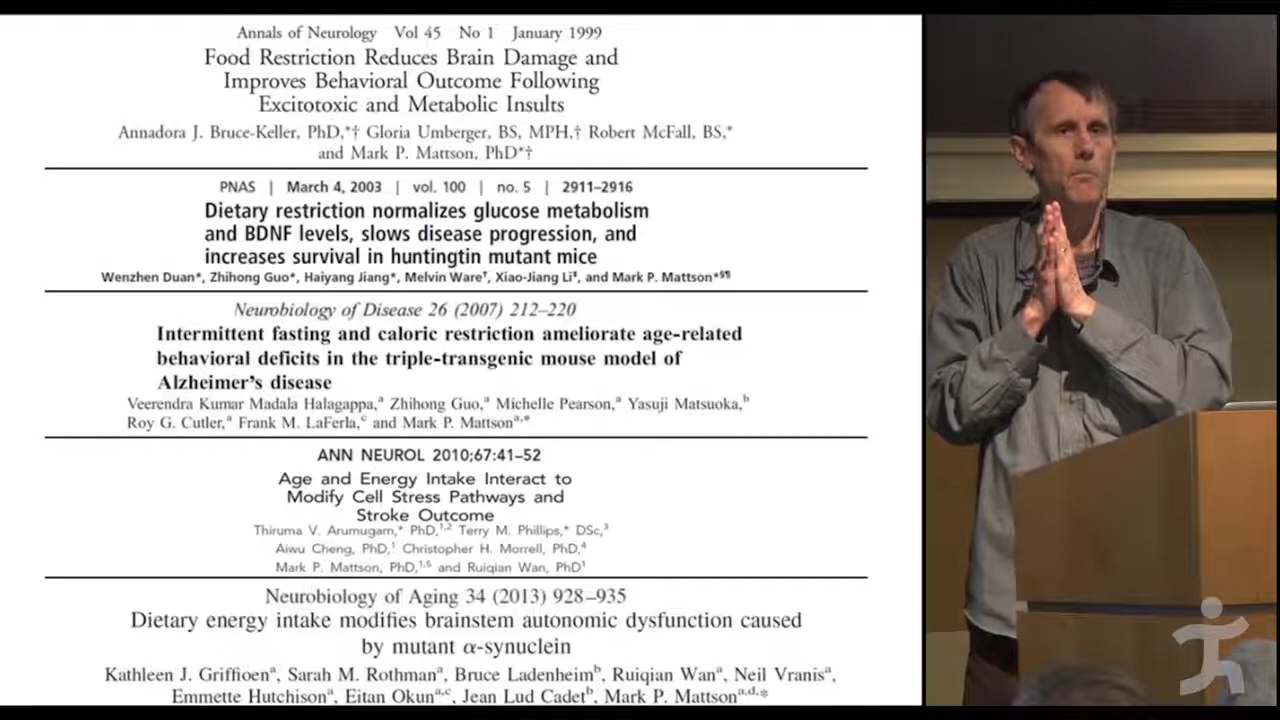 Annals of Neurology Vol 45 No 1 January 1999
Food Restriction Reduces Brain Damage and
Improves Behavioral Outcome Following
Excitotoxic and Metabolic Insults
Annadora J. Bruce-Keller, PhD,*† Gloria Umberger, BS, MPH,† Robert McFall, BS,*
and Mark P. Mattson, PhD*†
PNAS | March 4, 2003 | vol. 100 | no. 5 | 2911–2916
Dietary restriction normalizes glucose metabolism
and BDNF levels, slows disease progression, and
increases survival in huntingtin mutant mice
Wenzhen Duan*, Zhihong Guo*, Haiyang Jiang*, Melvin Ware†, Xiao-Jiang Li‡, and Mark P. Mattson*§¶
Neurobiology of Disease 26 (2007) 212–220
Intermittent fasting and caloric restriction ameliorate age-related
behavioral deficits in the triple-transgenic mouse model of
Alzheimer's disease
Veerendra Kumar Madala Halagappa,a Zhihong Guo,a Michelle Pearson,a Yasuji Matsuoka,b
Roy G. Cutler,a Frank M. LaFerla,c and Mark P. Mattsona,*
ANN NEUROL 2010;67:41–52
Age and Energy Intake Interact to
Modify Cell Stress Pathways and
Stroke Outcome
Thiruma V. Arumugam,* PhD,1,2 Terry M. Phillips,* DSc,3
Aiwu Cheng, PhD,1 Christopher H. Morrell, PhD,4
Mark P. Mattson, PhD,1,5 and Ruiqian Wan, PhD1
Neurobiology of Aging 34 (2013) 928–935
Dietary energy intake modifies brainstem autonomic dysfunction caused
by mutant α-synuclein
Kathleen J. Griffioena, Sarah M. Rothmana, Bruce Ladenheimb, Ruiqian Wana, Neil Vranisa,
Emmette Hutchisona, Eitan Okuna,c, Jean Lud Cadetb, Mark P. Mattsona,d,*